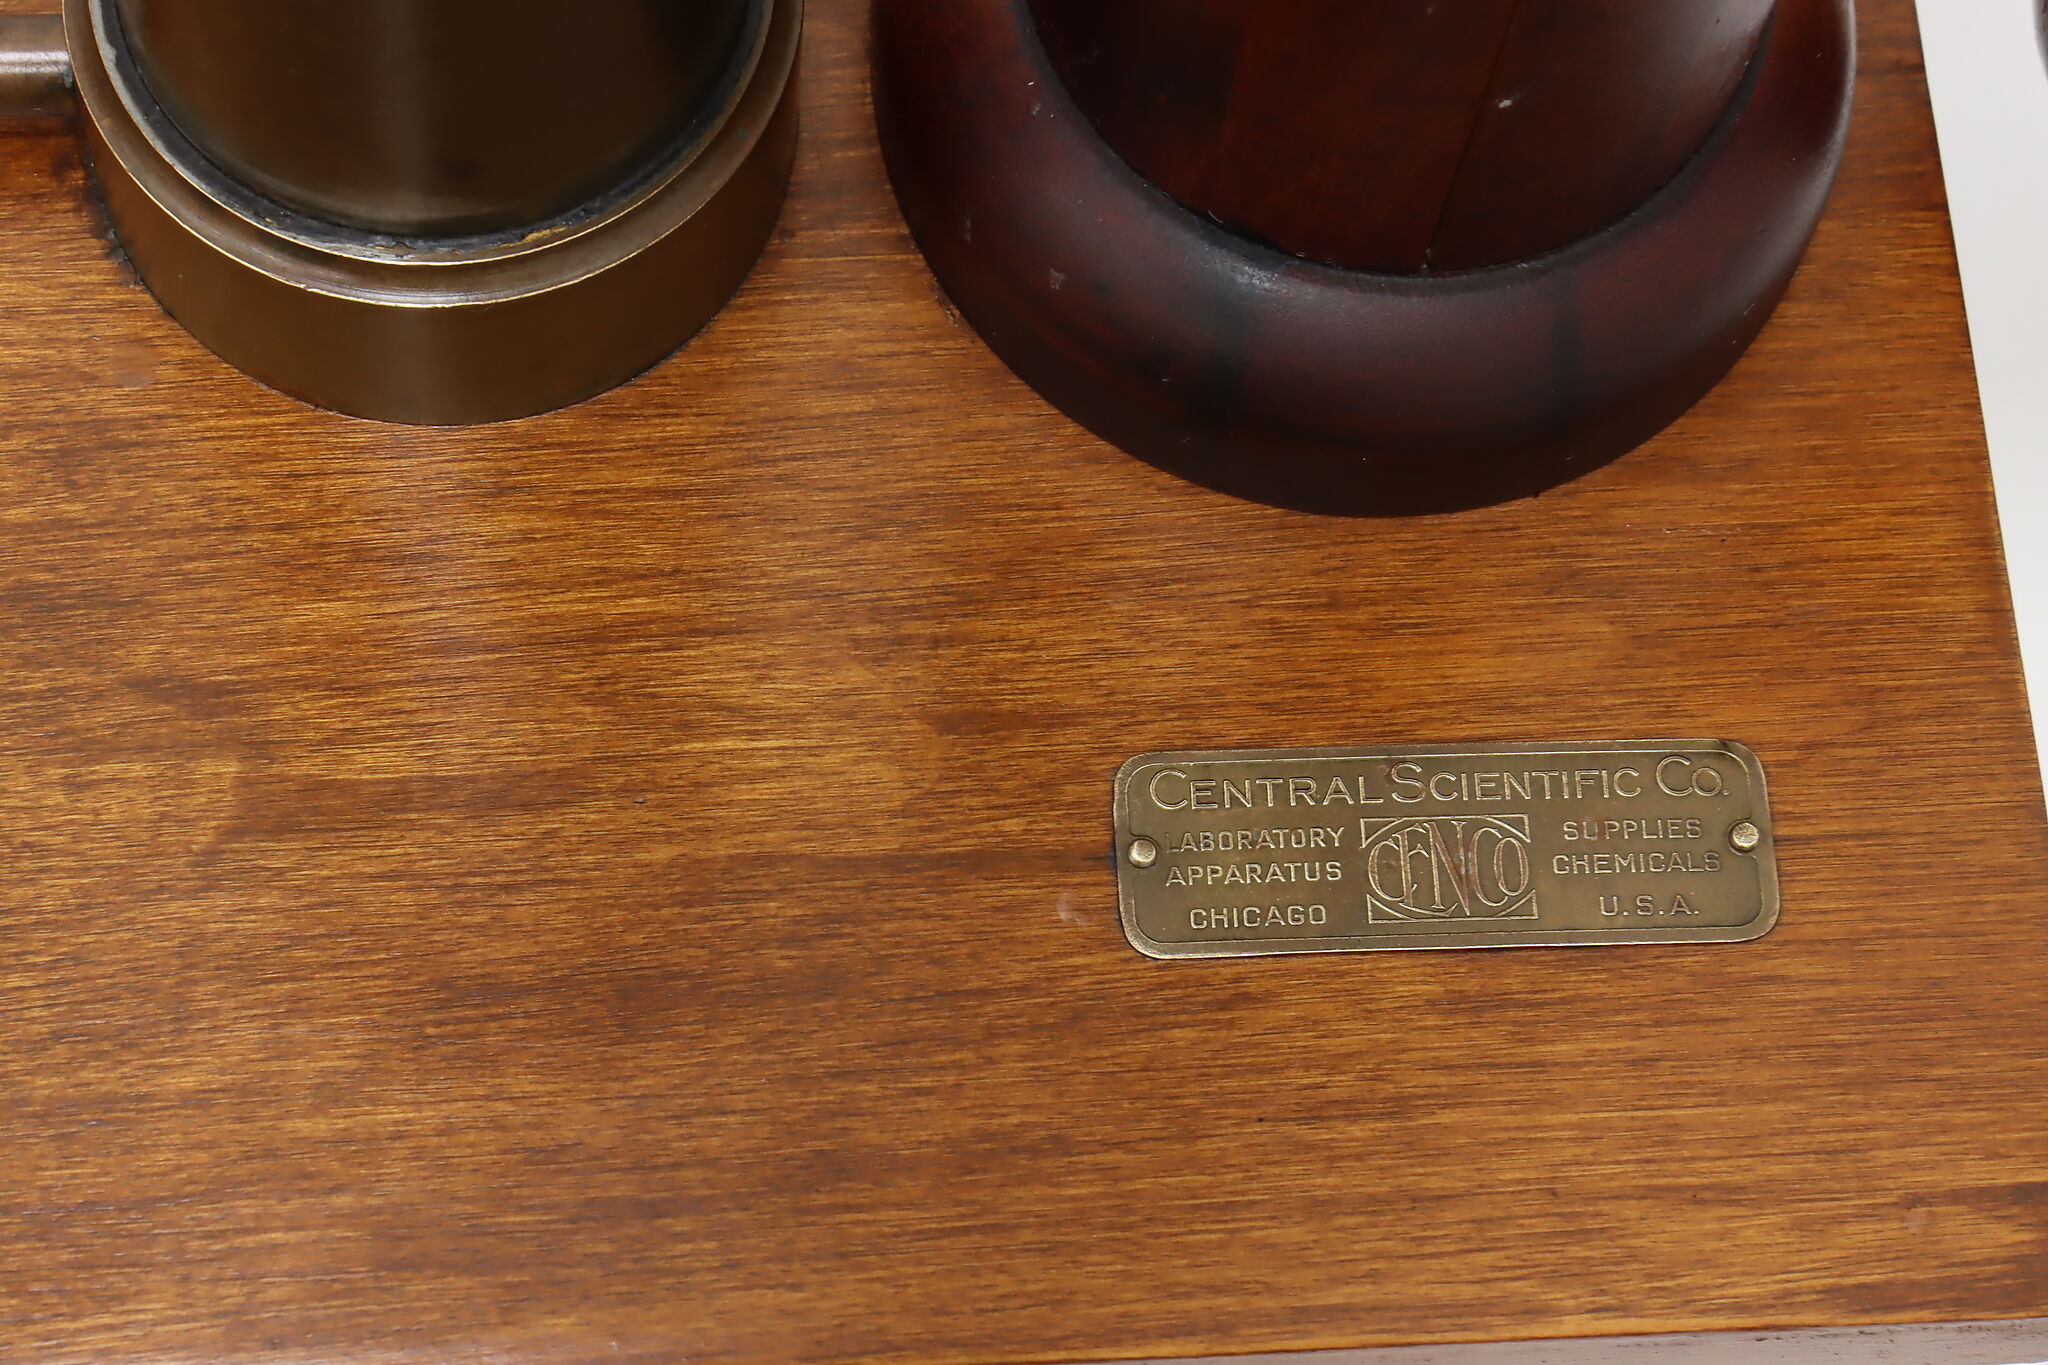 CENTRAL SCIENTIFIC CO.
LABORATORY
APPARATUS
CHICAGO
CENCO
SUPPLIES
CHEMICALS
U.S.A.